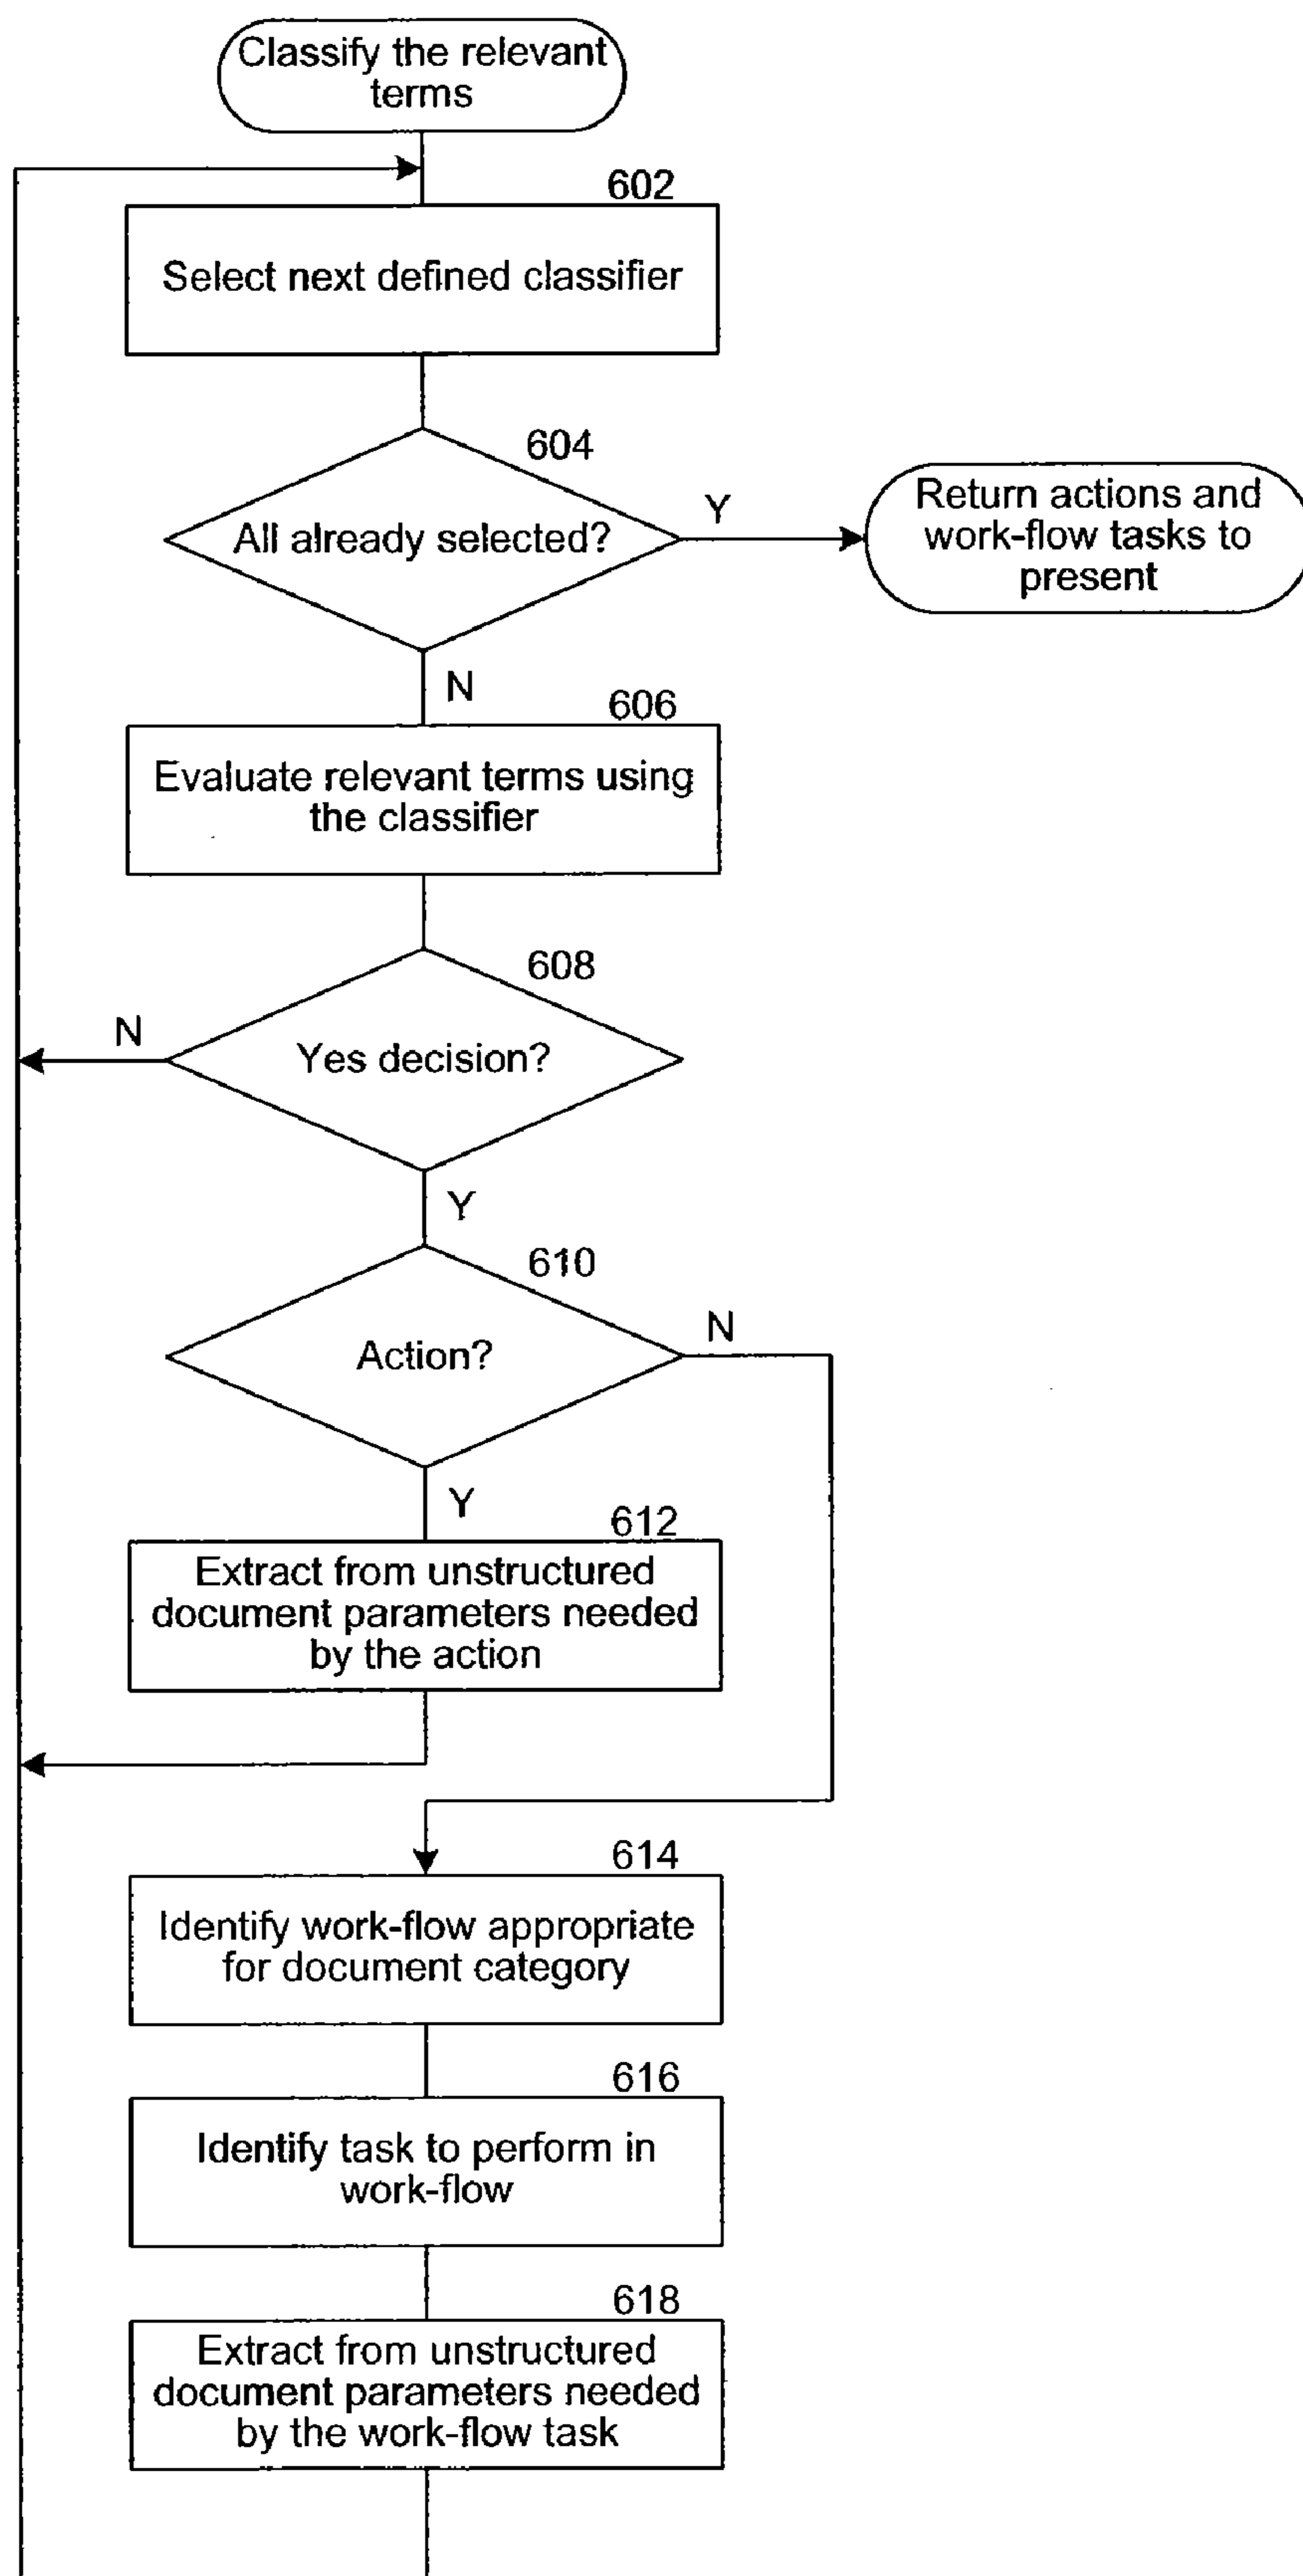 Classify the relevant
terms
602
Select next defined classifier
604
All already selected?
Y
Return actions and
work-flow tasks to
present
N
606
Evaluate relevant terms using
the classifier
608
N
Yes decision?
Y
610
N
Action?
Y
612
Extract from unstructured
document parameters needed
by the action
614
Identify work-flow appropriate
for document category
616
Identify task to perform in
work-flow
618
Extract from unstructured
document parameters needed
by the work-flow task